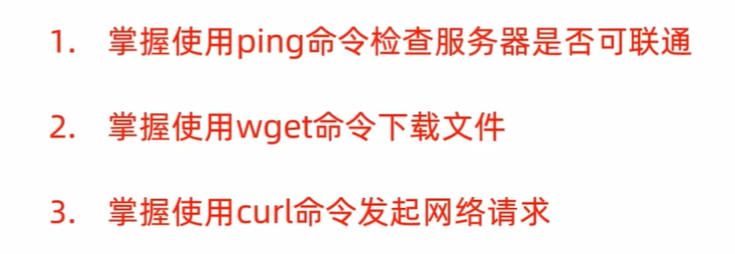 1. 掌握使用ping命令检查服务器是否可联通
2. 掌握使用wget命令下载文件
3. 掌握使用curl命令发起网络请求